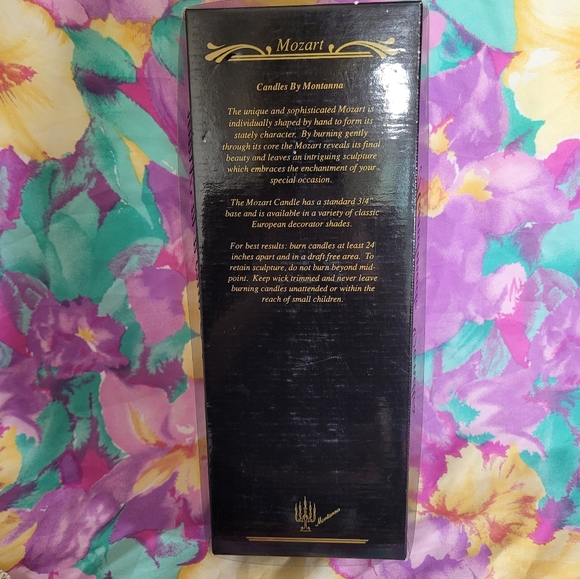 Mozart
Candles By Montanna
The unique and sophisticated Mozart is
individually shaped by hand to form its
stately character. By burning gently
through its core the Mozart reveals its final
beauty and leaves an intriguing sculpture
which embraces the enchantment of your
special occasion.
The Mozart Candle has a standard 3/4"
base and is available in a variety of classic
European decorator shades.
For best results: burn candles at least 24
inches apart and in a draft free area. To
retain sculpture, do not burn beyond mid-
point. Keep wick trimmed and never leave
burning candles unattended or within the
reach of small children.
Montanna